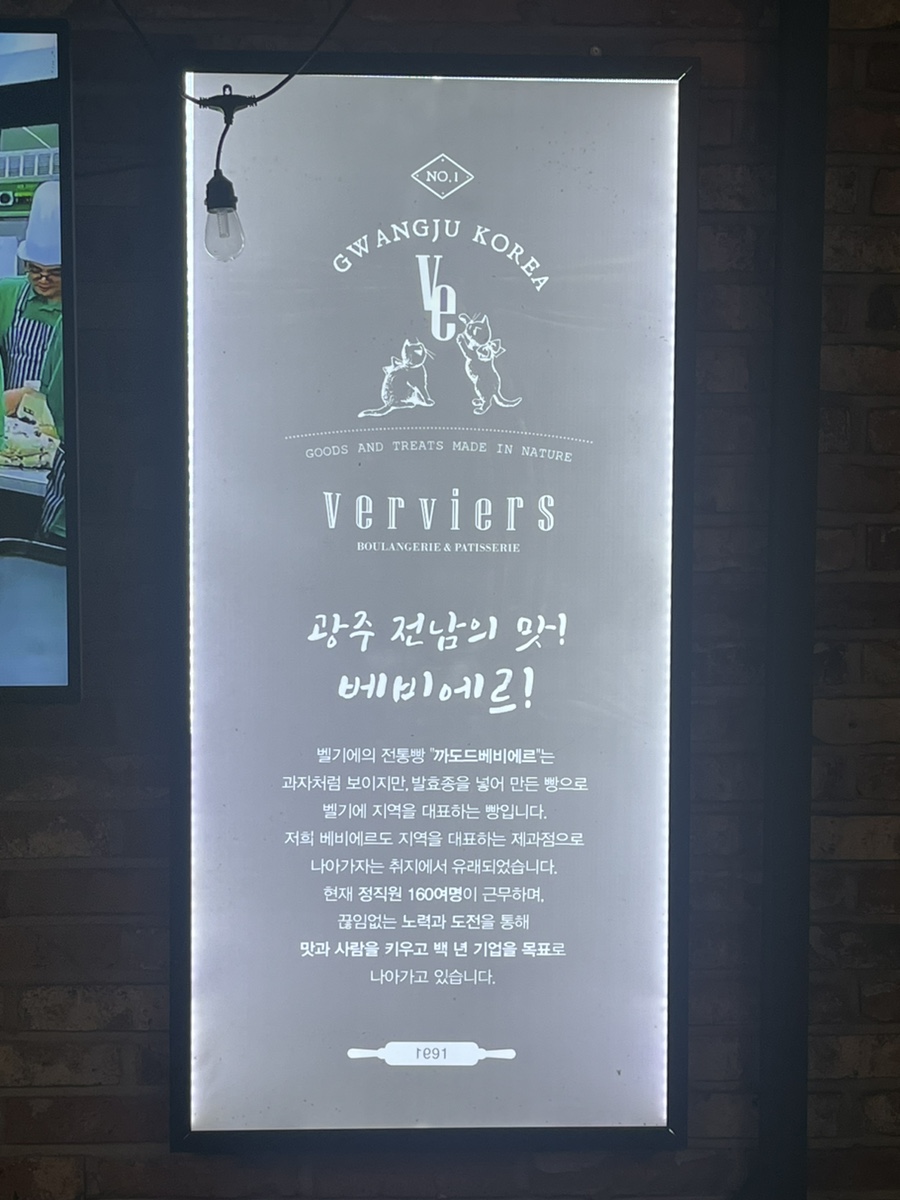 NO.1
GWANGJU KOREA
Ve
GOODS AND TREATS MADE IN NATURE
verviers
BOULANGERIE & PATISSERIE
광주 전남의 맛!
베비에르!
벨기에의 전통빵 "까도드베비에르"는
과자처럼 보이지만, 발효종을 넣어 만든 빵으로
벨기에 지역을 대표하는 빵입니다.
저희 베비에르도 지역을 대표하는 제과점으로
나아가자는 취지에서 유래되었습니다.
현재 정직원 160여명이 근무하며,
끊임없는 노력과 도전을 통해
맛과 사람을 키우고 백 년 기업을 목표로
나아가고 있습니다.
1691